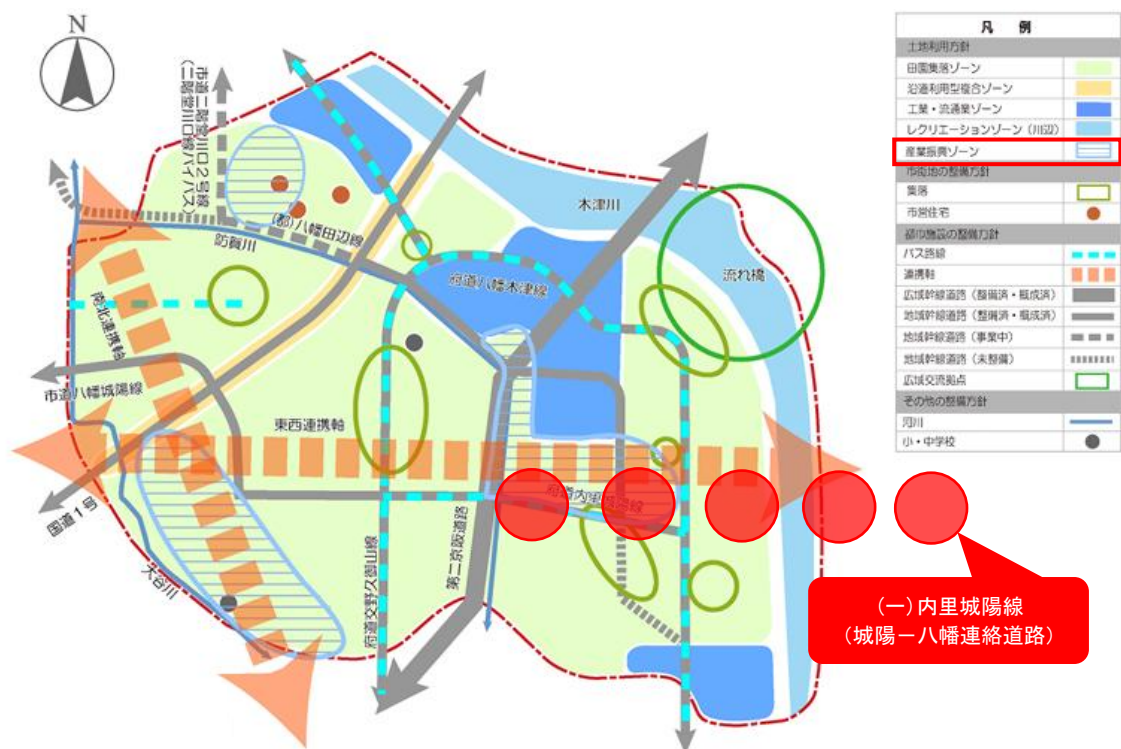 N
市道二階堂川口2号線
(二階堂川口線バイパス)
木津川
(都)八幡田辺線
防賀川
流れ橋
府道八幡木津線
南北連携軸
市道八幡城陽線
東西連携軸
府道内里城陽線
国道1号
第二京阪道路
府道交野久御山線
大谷川
(一)内里城陽線
(城陽ー八幡連絡道路)
凡 例
土地利用方針
田園集落ゾーン
沿道利用型複合ゾーン
工業・流通業ゾーン
レクリエーションゾーン(川辺)
産業振興ゾーン
市街地の整備方針
集落
市営住宅
都市施設の整備方針
バス路線
連携軸
広域幹線道路(整備済・概成済)
地域幹線道路(整備済・概成済)
地域幹線道路(事業中)
地域幹線道路(未整備)
広域交流拠点
その他の整備方針
河川
小・中学校